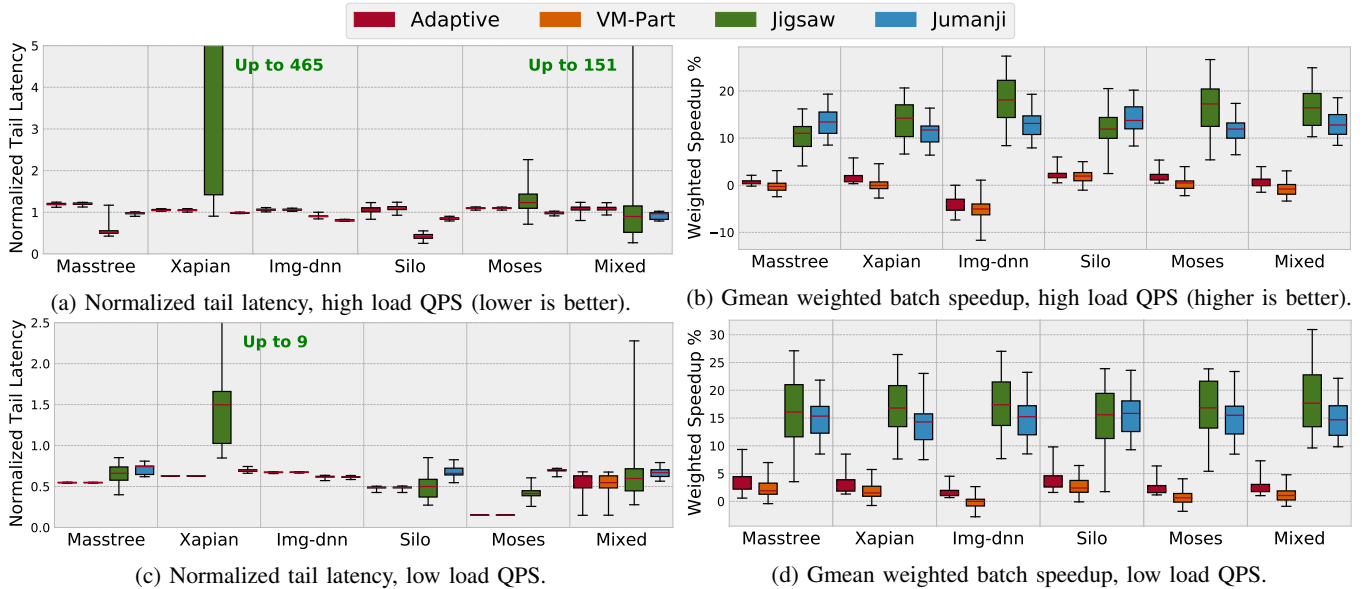 Adaptive VM-Part Jigsaw Jumanji
Normalized Tail Latency
5
4
3
2
1
0
Up to 465
Up to 151
Masstree Xapian Img-dnn Silo Moses Mixed
(a) Normalized tail latency, high load QPS (lower is better).
Weighted Speedup %
20
10
0
−10
Masstree Xapian Img-dnn Silo Moses Mixed
(b) Gmean weighted batch speedup, high load QPS (higher is better).
Normalized Tail Latency
2.5
2.0
1.5
1.0
0.5
0.0
Up to 9
Masstree Xapian Img-dnn Silo Moses Mixed
(c) Normalized tail latency, low load QPS.
Weighted Speedup %
30
25
20
15
10
5
0
Masstree Xapian Img-dnn Silo Moses Mixed
(d) Gmean weighted batch speedup, low load QPS.